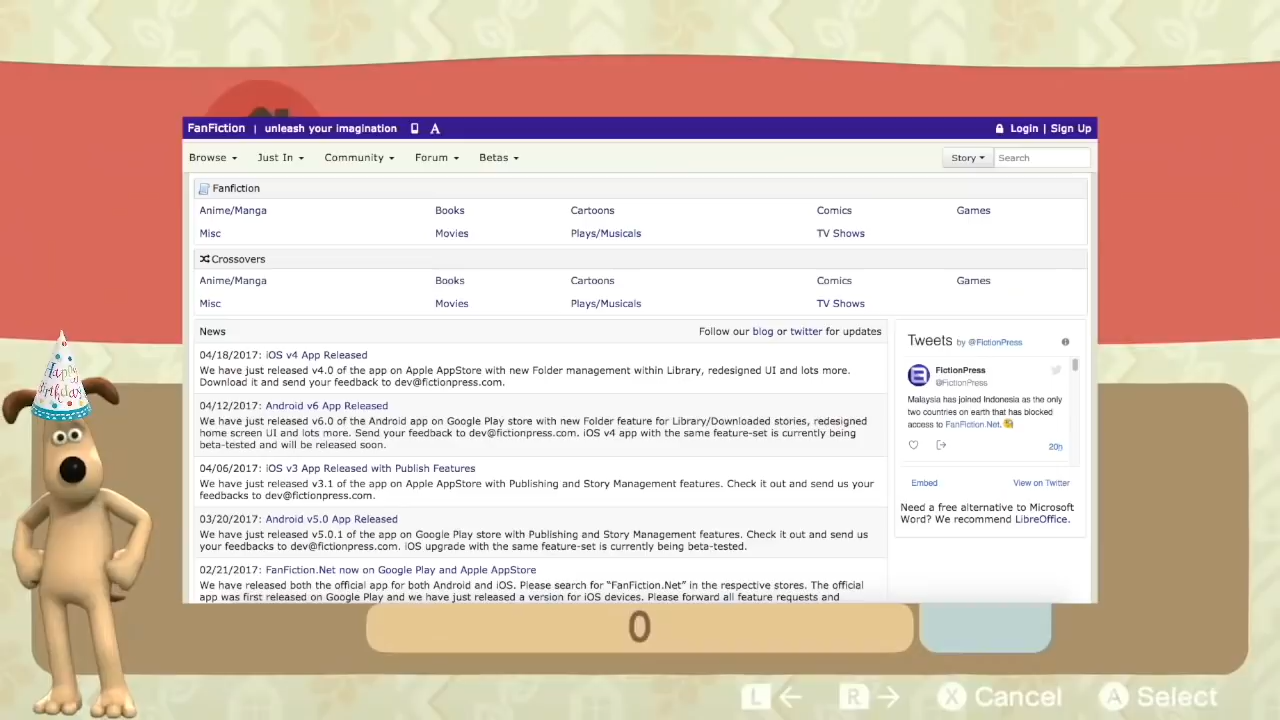 FanFiction | unleash your imagination A Login | Sign Up
Browse Just In Community Forum Betas Story Search
Fanfiction
Anime/Manga Books Cartoons Comics Games
Misc Movies Plays/Musicals TV Shows
Crossovers
Anime/Manga Books Cartoons Comics Games
Misc Movies Plays/Musicals TV Shows
News Follow our blog or twitter for updates
04/18/2017: iOS v4 App Released
We have just released v4.0 of the app on Apple AppStore with new Folder management within Library, redesigned UI and lots more.
Download it and send your feedback to dev@fictionpress.com.
04/12/2017: Android v6 App Released
We have just released v6.0 of the Android app on Google Play store with new Folder feature for Library/Downloaded stories, redesigned
home screen UI and lots more. Send your feedback to dev@fictionpress.com. iOS v4 app with the same feature-set is currently being
beta-tested and will be released soon.
04/06/2017: iOS v3 App Released with Publish Features
We have just released v3.1 of the app on Apple AppStore with Publishing and Story Management features. Check it out and send us your
feedbacks to dev@fictionpress.com.
03/20/2017: Android v5.0 App Released
We have just released v5.0.1 of the app on Google Play store with Publishing and Story Management features. Check it out and send us
your feedbacks to dev@fictionpress.com. iOS upgrade with the same feature-set is currently being beta-tested.
02/21/2017: FanFiction.Net now on Google Play and Apple AppStore
We have released both the official app for both Android and iOS. Please search for “FanFiction.Net” in the respective stores. The official
app was first released on Google Play and we have just released a version for iOS devices. Please forward all feature requests and
Tweets by @FictionPress
FictionPress
@FictionPress
Malaysia has joined Indonesia as the only
two countries on earth that has blocked
access to FanFiction.Net.
20h
Embed View on Twitter
Need a free alternative to Microsoft
Word? We recommend LibreOffice.
Happy
Birthday
0
L R X Cancel A Select